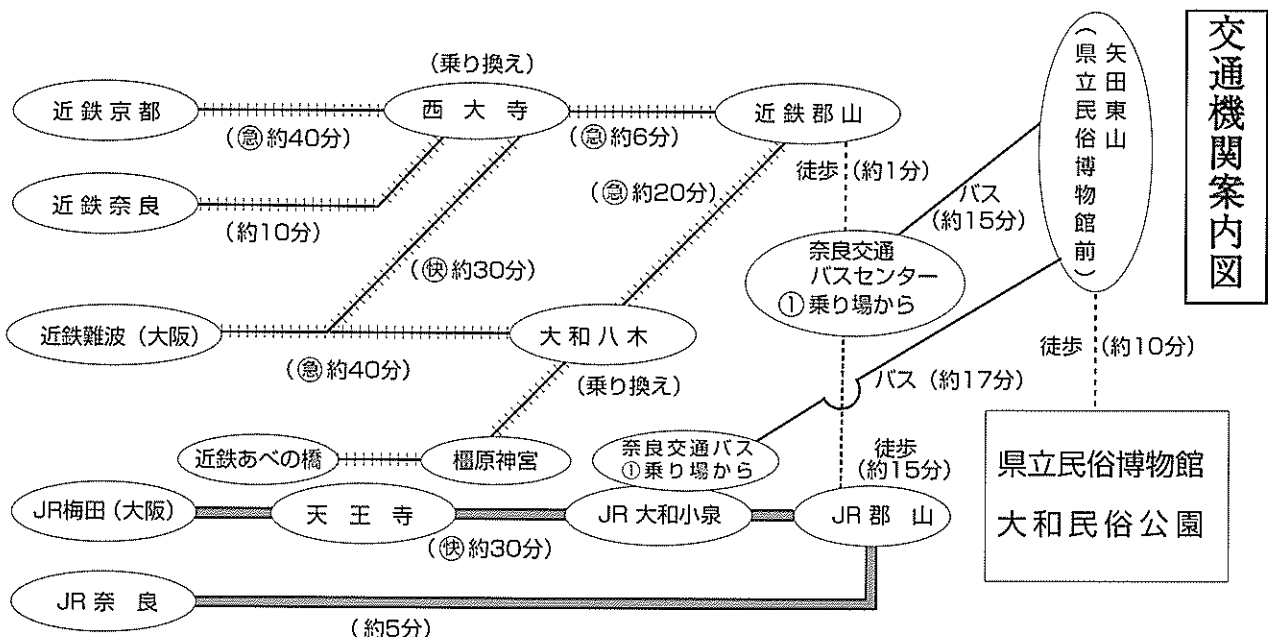 交通機関案内図
(乗り換え)
近鉄京都
西大寺
近鉄郡山
(急約40分)
(急約6分)
徒歩 (約1分)
矢田東山
(県立民俗博物館前)
近鉄奈良
(約10分)
(急約20分)
バス
(約15分)
奈良交通
バスセンター
①乗り場から
(快約30分)
近鉄難波(大阪)
大和八木
(急約40分)
(乗り換え)
バス (約17分)
徒歩 (約10分)
近鉄あべの橋
橿原神宮
奈良交通バス
①乗り場から
徒歩
(約15分)
県立民俗博物館
大和民俗公園
JR梅田(大阪)
天王寺
JR大和小泉
JR郡山
(快約30分)
JR奈良
(約5分)